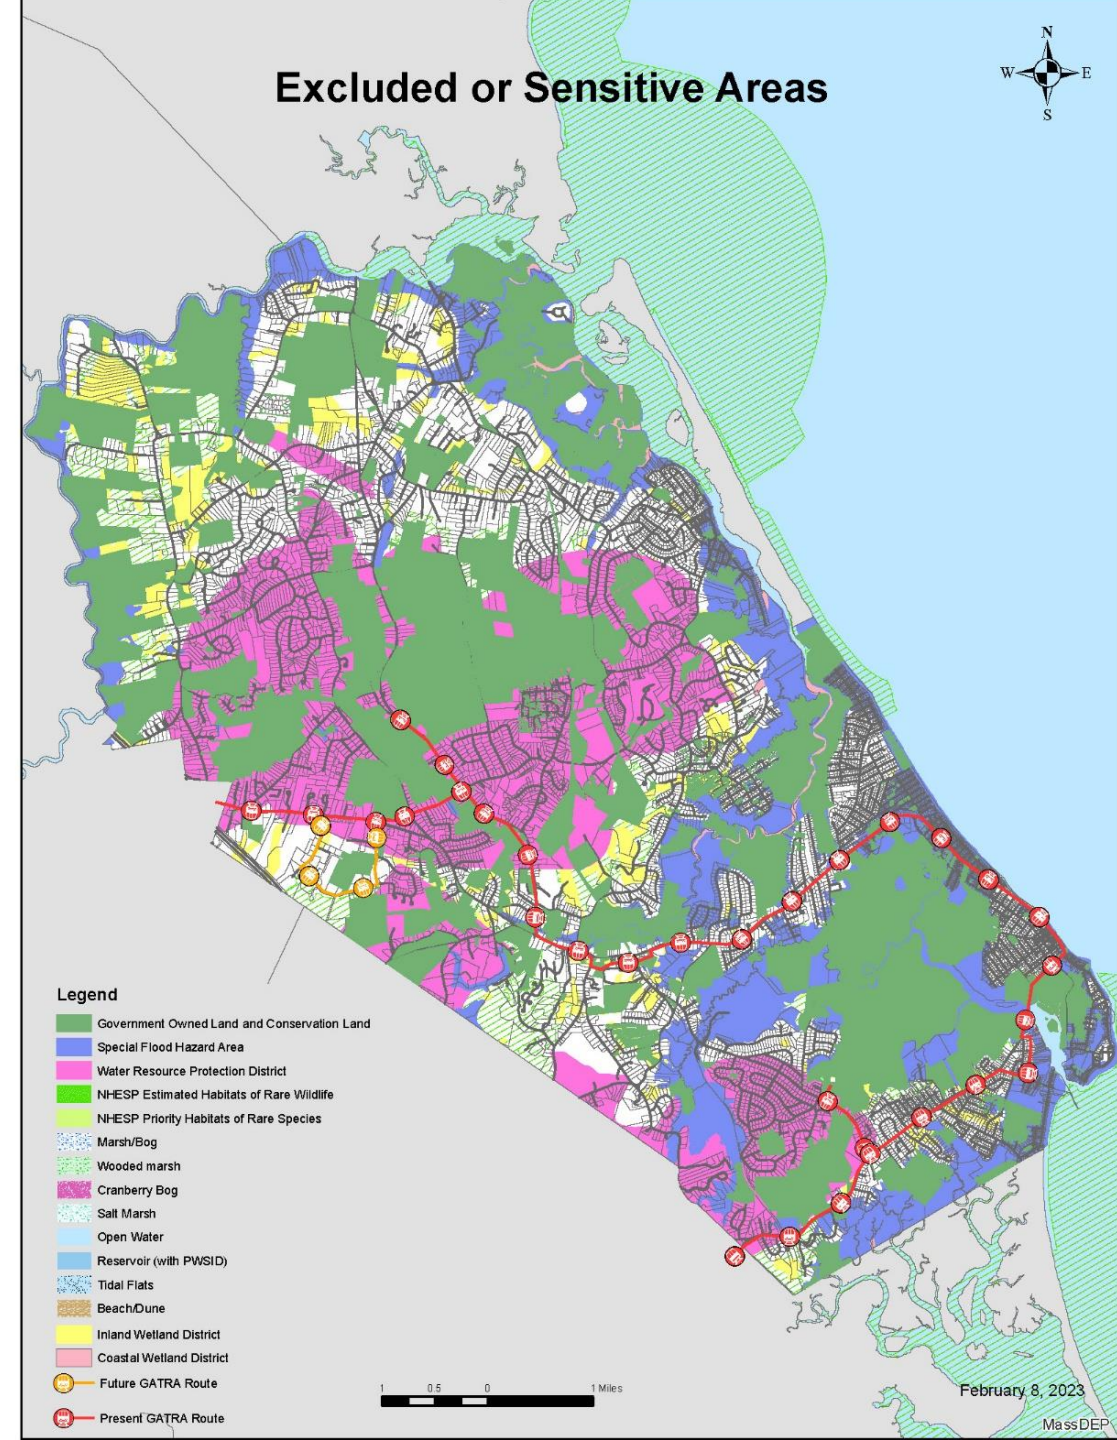 Excluded or Sensitive Areas
N
W E
S
Legend
Government Owned Land and Conservation Land
Special Flood Hazard Area
Water Resource Protection District
NHESP Estimated Habitats of Rare Wildlife
NHESP Priority Habitats of Rare Species
Marsh/Bog
Wooded marsh
Cranberry Bog
Salt Marsh
Open Water
Reservoir (with PWSID)
Tidal Flats
Beach/Dune
Inland Wetland District
Coastal Wetland District
Future GATRA Route
Present GATRA Route
1 0.5 0 1 Miles
February 8, 2023
MassDEP